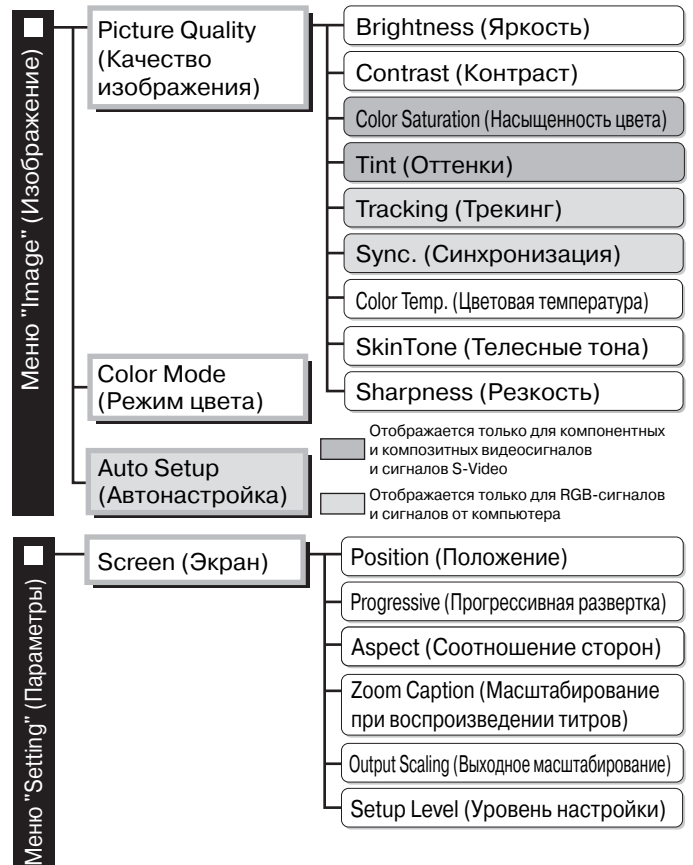 Меню "Image" (Изображение)
Picture Quality
(Качество
изображения)
Brightness (Яркость)
Contrast (Контраст)
Color Saturation (Насыщенность цвета)
Tint (Оттенки)
Tracking (Трекинг)
Sync. (Синхронизация)
Color Temp. (Цветовая температура)
SkinTone (Телесные тона)
Sharpness (Резкость)
Color Mode
(Режим цвета)
Auto Setup
(Автонастройка)
Отображается только для компонентных
и композитных видеосигналов
и сигналов S-Video
Отображается только для RGB-сигналов
и сигналов от компьютера
Меню "Setting" (Параметры)
Screen (Экран)
Position (Положение)
Progressive (Прогрессивная развертка)
Aspect (Соотношение сторон)
Zoom Caption (Масштабирование
при воспроизведении титров)
Output Scaling (Выходное масштабирование)
Setup Level (Уровень настройки)